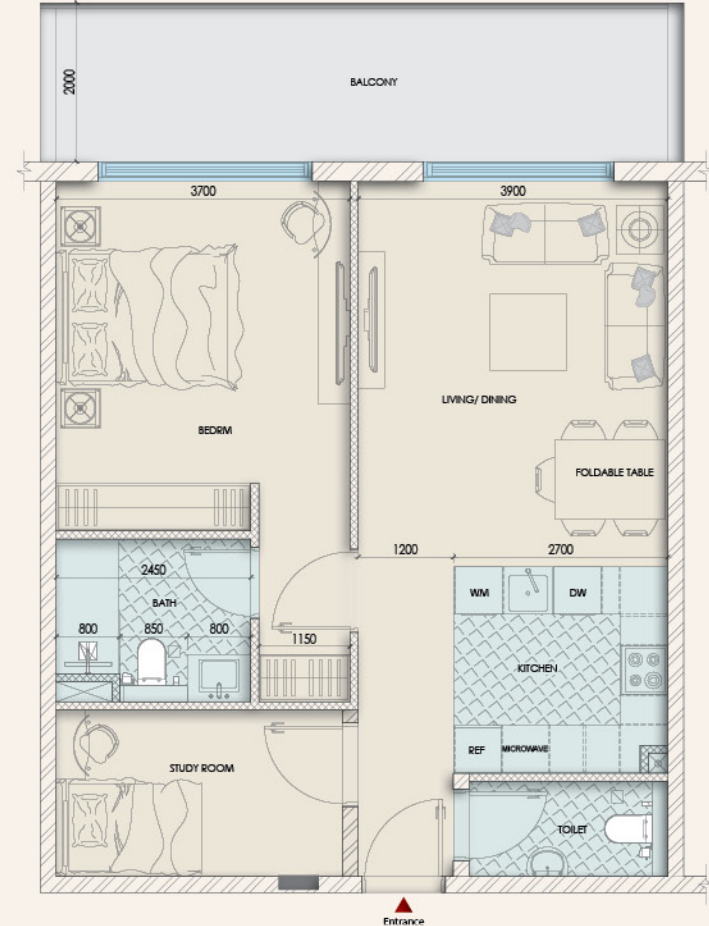 BALCONY
2000
3700
3900
LIVING/ DINING
BEDRM
FOLDABLE TABLE
1200
2700
2450
WM
DW
BATH
800
850
800
1150
KITCHEN
REF
MICROWAVE
STUDY ROOM
TOILET
Entrance